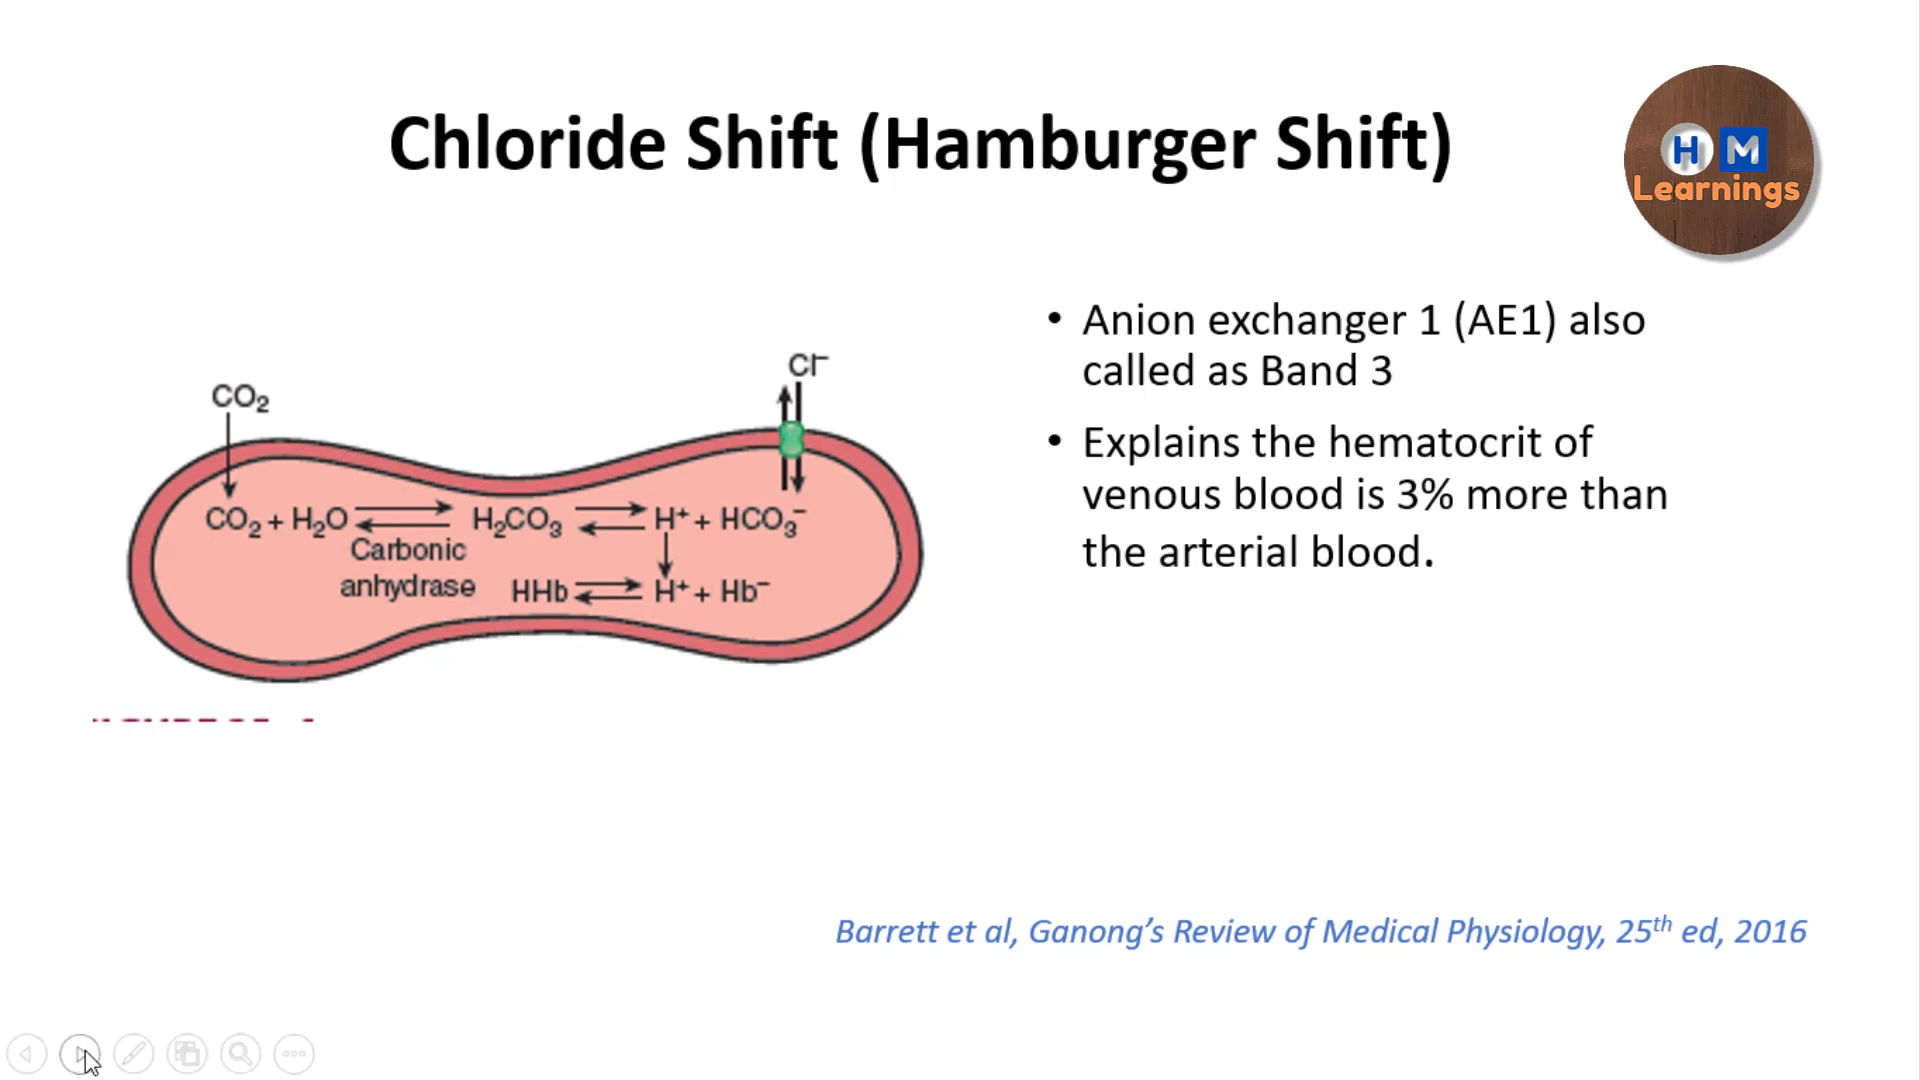 Chloride Shift (Hamburger Shift)
H M
Learnings
• Anion exchanger 1 (AE1) also
called as Band 3
• Explains the hematocrit of
venous blood is 3% more than
the arterial blood.
Cl⁻
CO₂
CO₂ + H₂O ⇌ H₂CO₃ ⇌ H⁺ + HCO₃⁻
Carbonic
anhydrase
HHb ⇌ H⁺ + Hb⁻
Barrett et al, Ganong’s Review of Medical Physiology, 25th ed, 2016